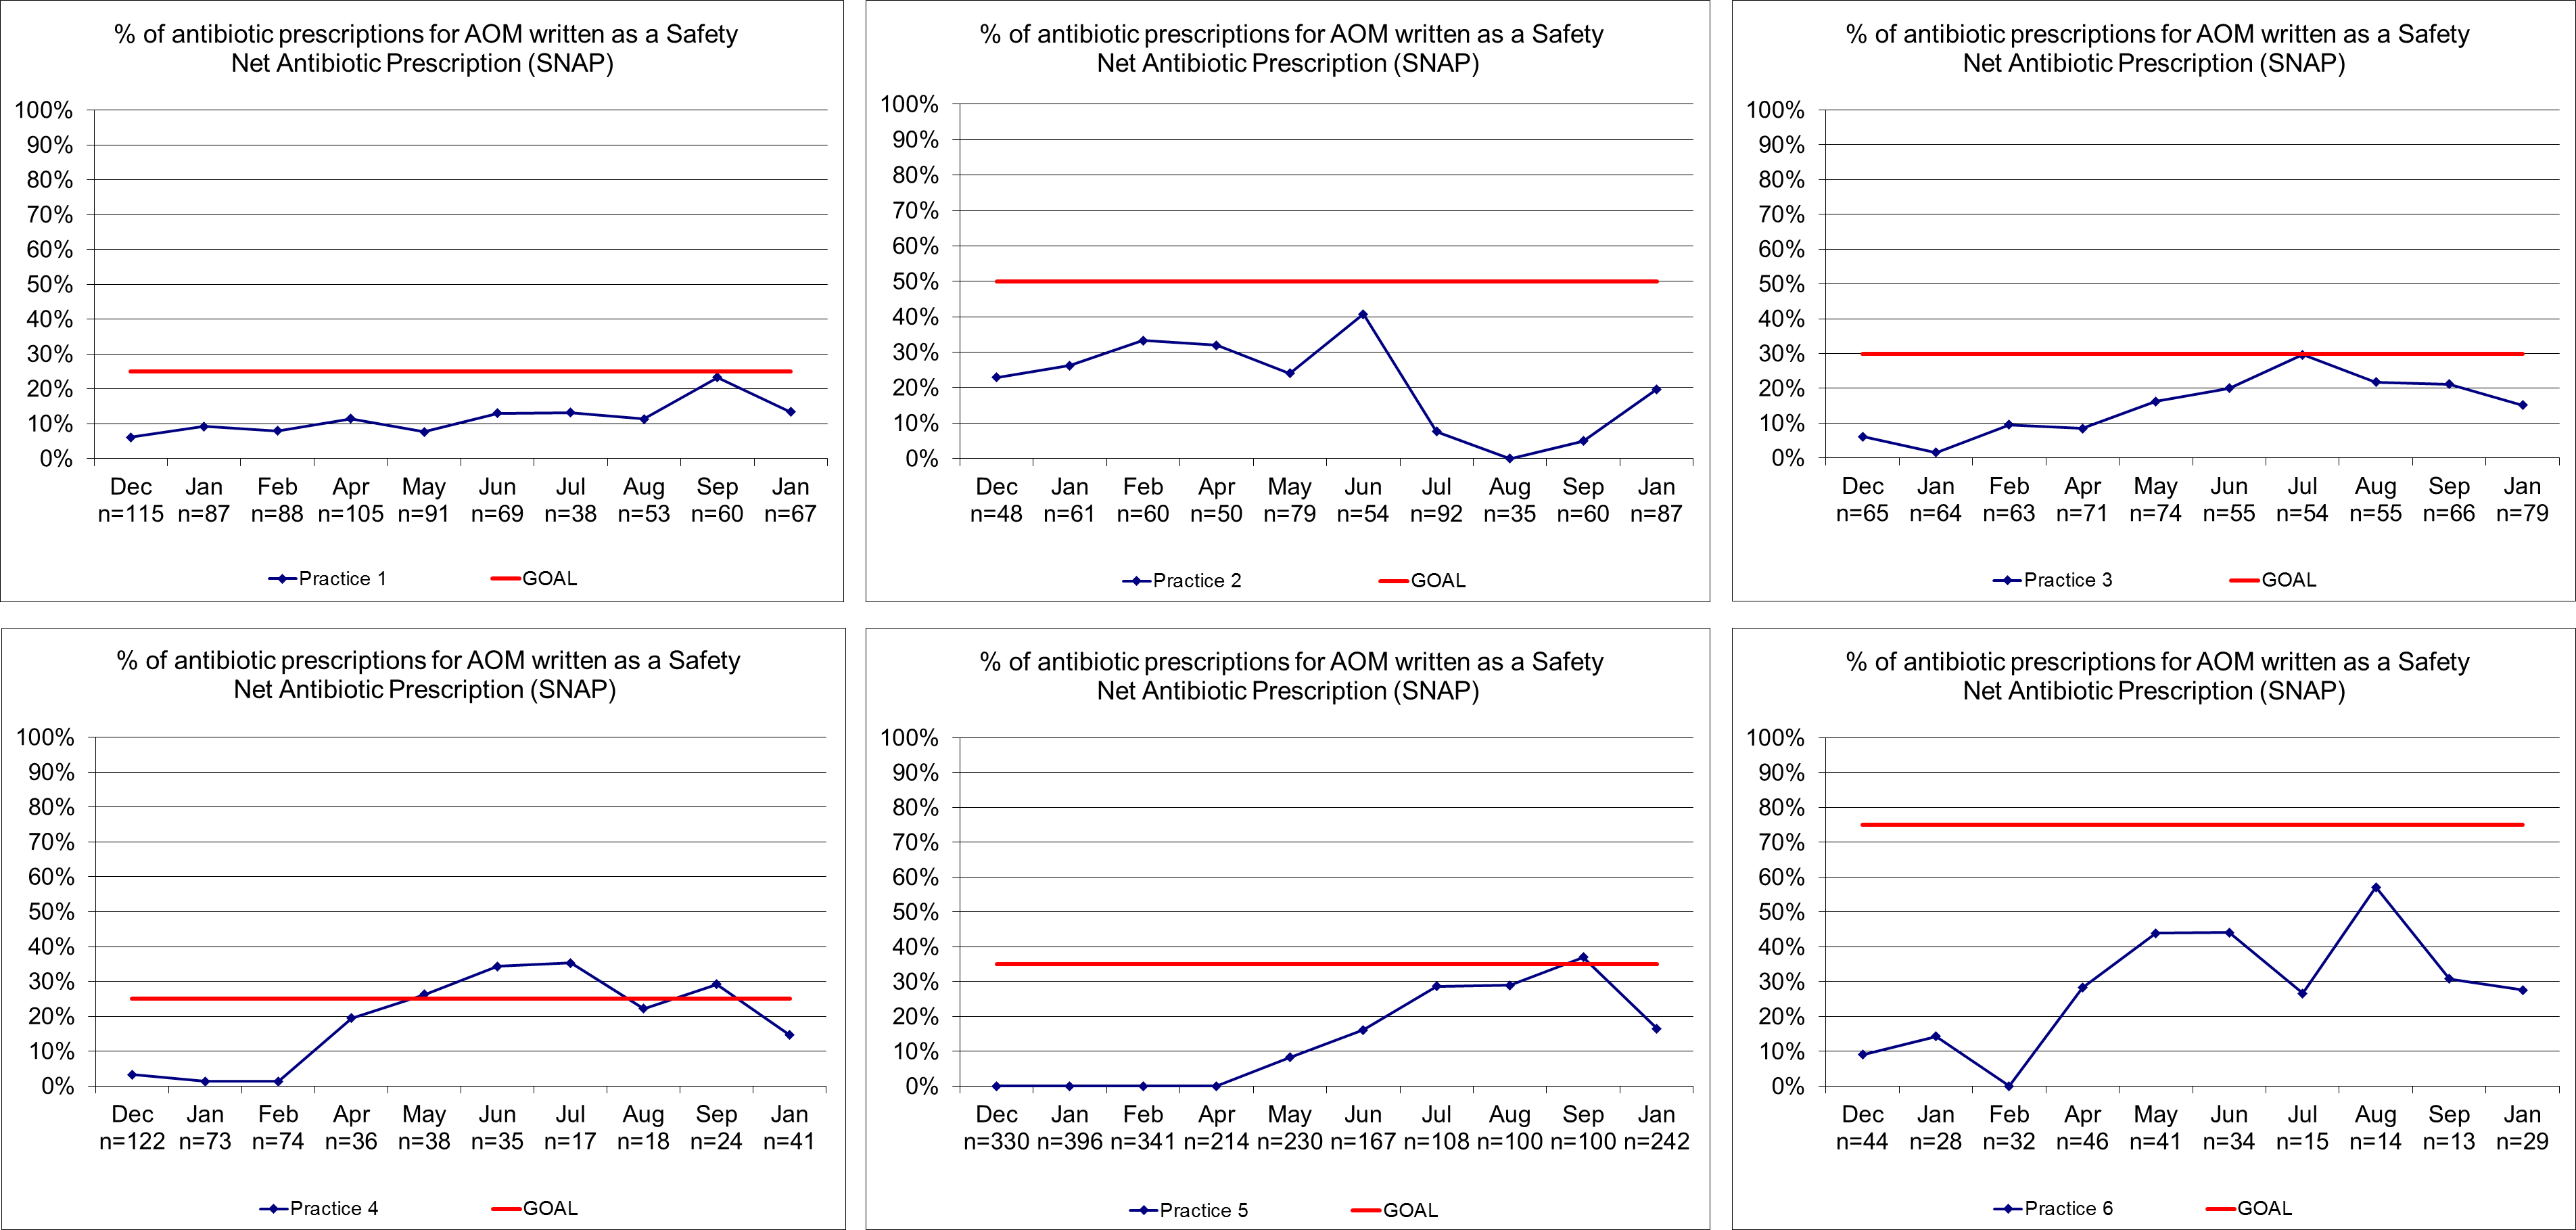 % of antibiotic prescriptions for AOM written as a Safety
Net Antibiotic Prescription (SNAP)
100%
90%
80%
70%
60%
50%
40%
30%
20%
10%
0%
Dec Jan Feb Apr May Jun Jul Aug Sep Jan
n=115 n=87 n=88 n=105 n=91 n=69 n=38 n=53 n=60 n=67
Practice 1 GOAL
% of antibiotic prescriptions for AOM written as a Safety
Net Antibiotic Prescription (SNAP)
100%
90%
80%
70%
60%
50%
40%
30%
20%
10%
0%
Dec Jan Feb Apr May Jun Jul Aug Sep Jan
n=48 n=61 n=60 n=50 n=79 n=54 n=92 n=35 n=60 n=87
Practice 2 GOAL
% of antibiotic prescriptions for AOM written as a Safety
Net Antibiotic Prescription (SNAP)
100%
90%
80%
70%
60%
50%
40%
30%
20%
10%
0%
Dec Jan Feb Apr May Jun Jul Aug Sep Jan
n=65 n=64 n=63 n=71 n=74 n=55 n=54 n=55 n=66 n=79
Practice 3 GOAL
% of antibiotic prescriptions for AOM written as a Safety
Net Antibiotic Prescription (SNAP)
100%
90%
80%
70%
60%
50%
40%
30%
20%
10%
0%
Dec Jan Feb Apr May Jun Jul Aug Sep Jan
n=122 n=73 n=74 n=36 n=38 n=35 n=17 n=18 n=24 n=41
Practice 4 GOAL
% of antibiotic prescriptions for AOM written as a Safety
Net Antibiotic Prescription (SNAP)
100%
90%
80%
70%
60%
50%
40%
30%
20%
10%
0%
Dec Jan Feb Apr May Jun Jul Aug Sep Jan
n=330 n=396 n=341 n=214 n=230 n=167 n=108 n=100 n=100 n=242
Practice 5 GOAL
% of antibiotic prescriptions for AOM written as a Safety
Net Antibiotic Prescription (SNAP)
100%
90%
80%
70%
60%
50%
40%
30%
20%
10%
0%
Dec Jan Feb Apr May Jun Jul Aug Sep Jan
n=44 n=28 n=32 n=46 n=41 n=34 n=15 n=14 n=13 n=29
Practice 6 GOAL